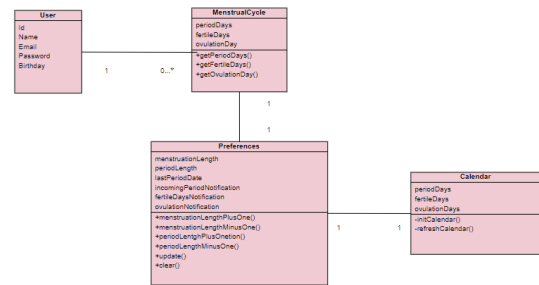 User
Id
Name
Email
Password
Birthday
MenstrualCycle
periodDays
fertileDays
ovulationDay
+getPeriodDays()
+getFertileDays()
+getOvulationDay()
1
0...*
1
1
Preferences
menstruationLength
periodLength
lastPeriodDate
incomingPeriodNotification
fertileDaysNotification
ovulationNotification
+menstruationLengthPlusOne()
+menstruationLengthMinusOne()
+periodLentghPlusOnetion()
+periodLengthMinusOne()
+update()
+clear()
1
1
Calendar
periodDays
fertileDays
ovulationDays
-initCalendar()
-refreshCalendar()